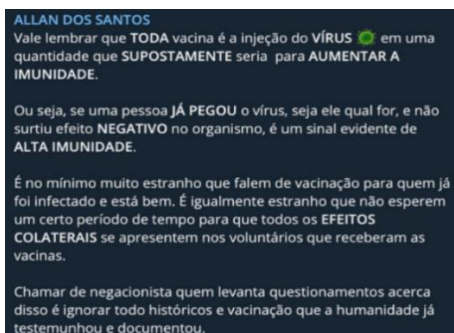 ALLAN DOS SANTOS
Vale lembrar que TODA vacina é a injeção do VÍRUS 🦠 em uma
quantidade que SUPOSTAMENTE seria para AUMENTAR A
IMUNIDADE.
Ou seja, se uma pessoa JÁ PEGOU o vírus, seja ele qual for, e não
surtiu efeito NEGATIVO no organismo, é um sinal evidente de
ALTA IMUNIDADE.
É no mínimo muito estranho que falem de vacinação para quem já
foi infectado e está bem. É igualmente estranho que não esperem
um certo período de tempo para que todos os EFEITOS
COLATERAIS se apresentem nos voluntários que receberam as
vacinas.
Chamar de negacionista quem levanta questionamentos acerca
disso é ignorar todo históricos e vacinação que a humanidade já
testemunhou e documentou.